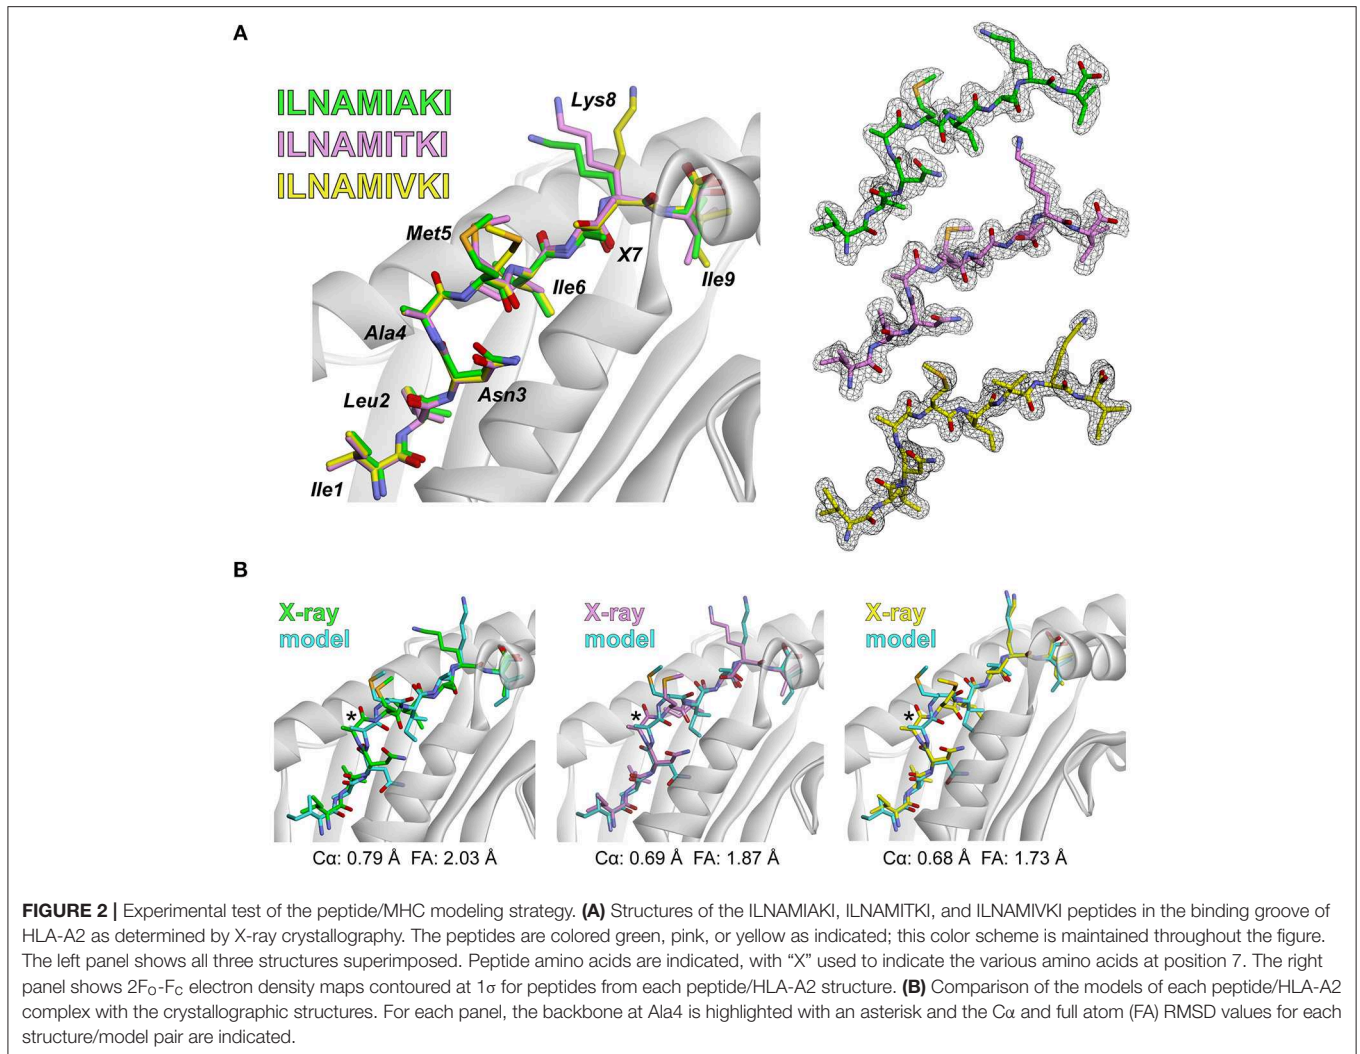 A
ILNAMIAKI
ILNAMITKI
ILNAMIVKI
Lys8
Met5
X7
Ile6
Ile9
Ala4
Asn3
Leu2
Ile1
B
X-ray
model
*
Cα: 0.79 Å FA: 2.03 Å
X-ray
model
*
Cα: 0.69 Å FA: 1.87 Å
X-ray
model
*
Cα: 0.68 Å FA: 1.73 Å
FIGURE 2 | Experimental test of the peptide/MHC modeling strategy. (A) Structures of the ILNAMIAKI, ILNAMITKI, and ILNAMIVKI peptides in the binding groove of
HLA-A2 as determined by X-ray crystallography. The peptides are colored green, pink, or yellow as indicated; this color scheme is maintained throughout the figure.
The left panel shows all three structures superimposed. Peptide amino acids are indicated, with “X” used to indicate the various amino acids at position 7. The right
panel shows 2FO-FC electron density maps contoured at 1σ for peptides from each peptide/HLA-A2 structure. (B) Comparison of the models of each peptide/HLA-A2
complex with the crystallographic structures. For each panel, the backbone at Ala4 is highlighted with an asterisk and the Cα and full atom (FA) RMSD values for each
structure/model pair are indicated.